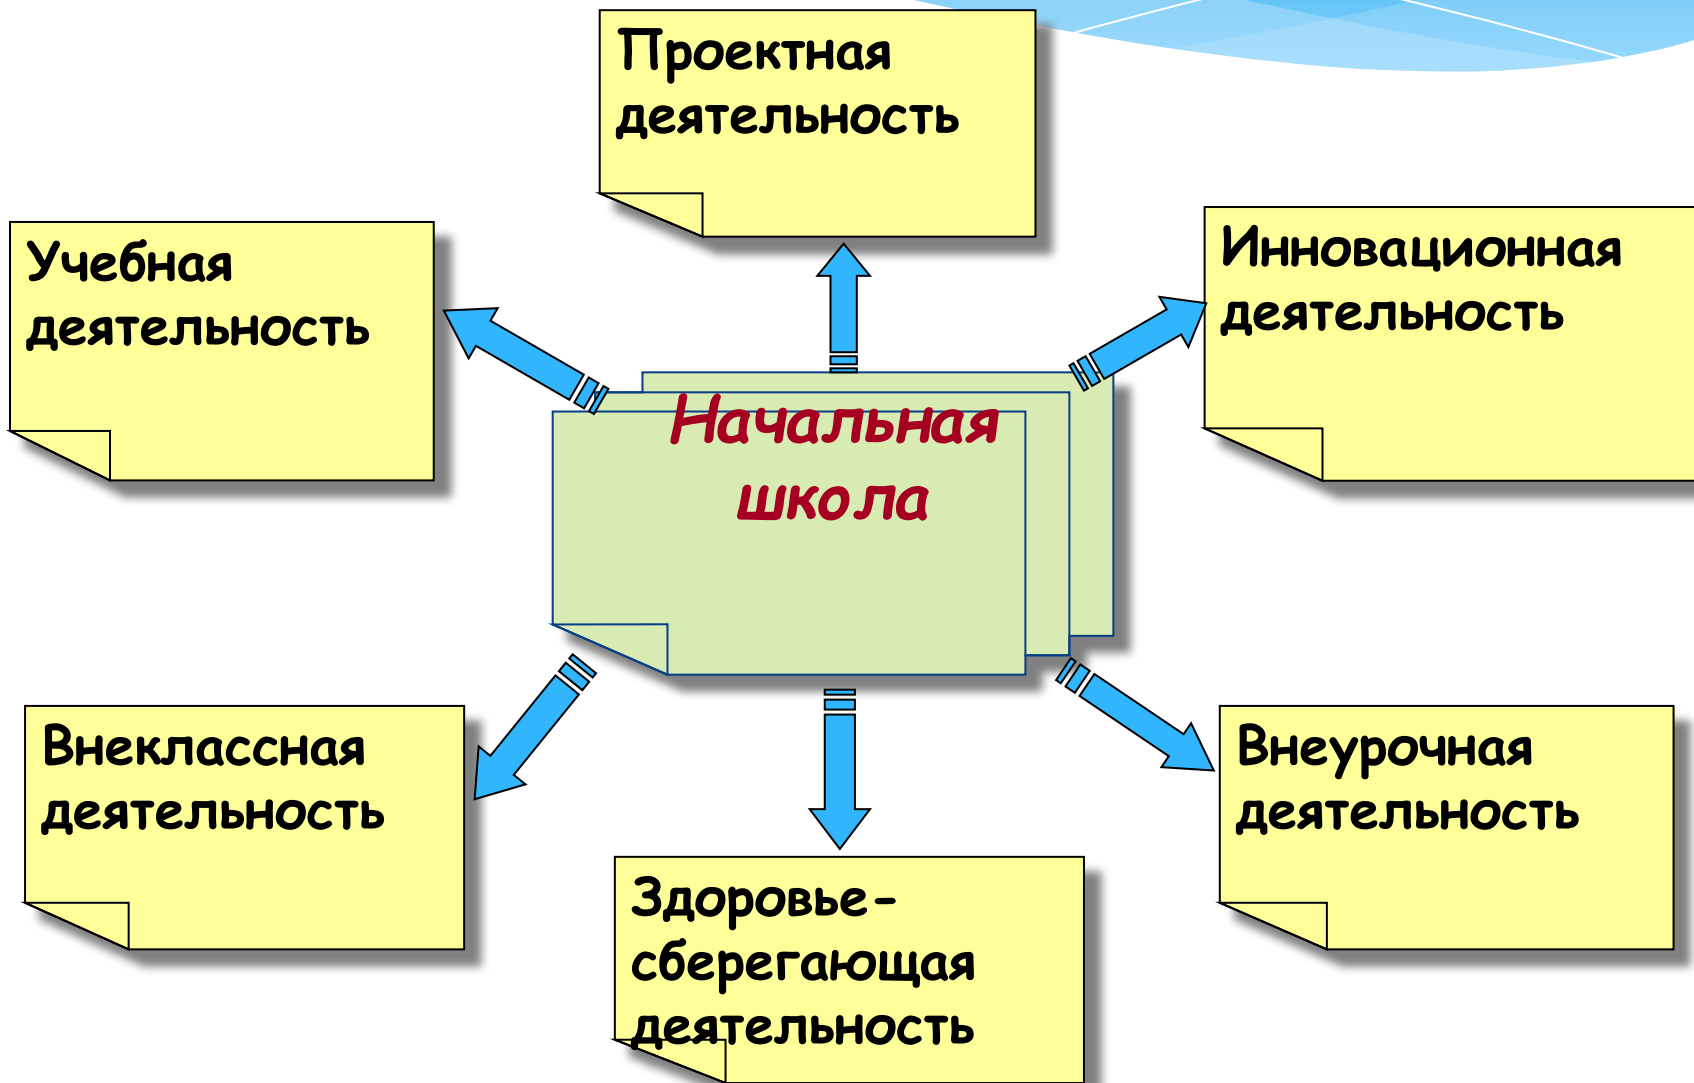 Проектная
деятельность
Учебная
деятельность
Инновационная
деятельность
Начальная
школа
Внеклассная
деятельность
Внеурочная
деятельность
Здоровье-
сберегающая
деятельность